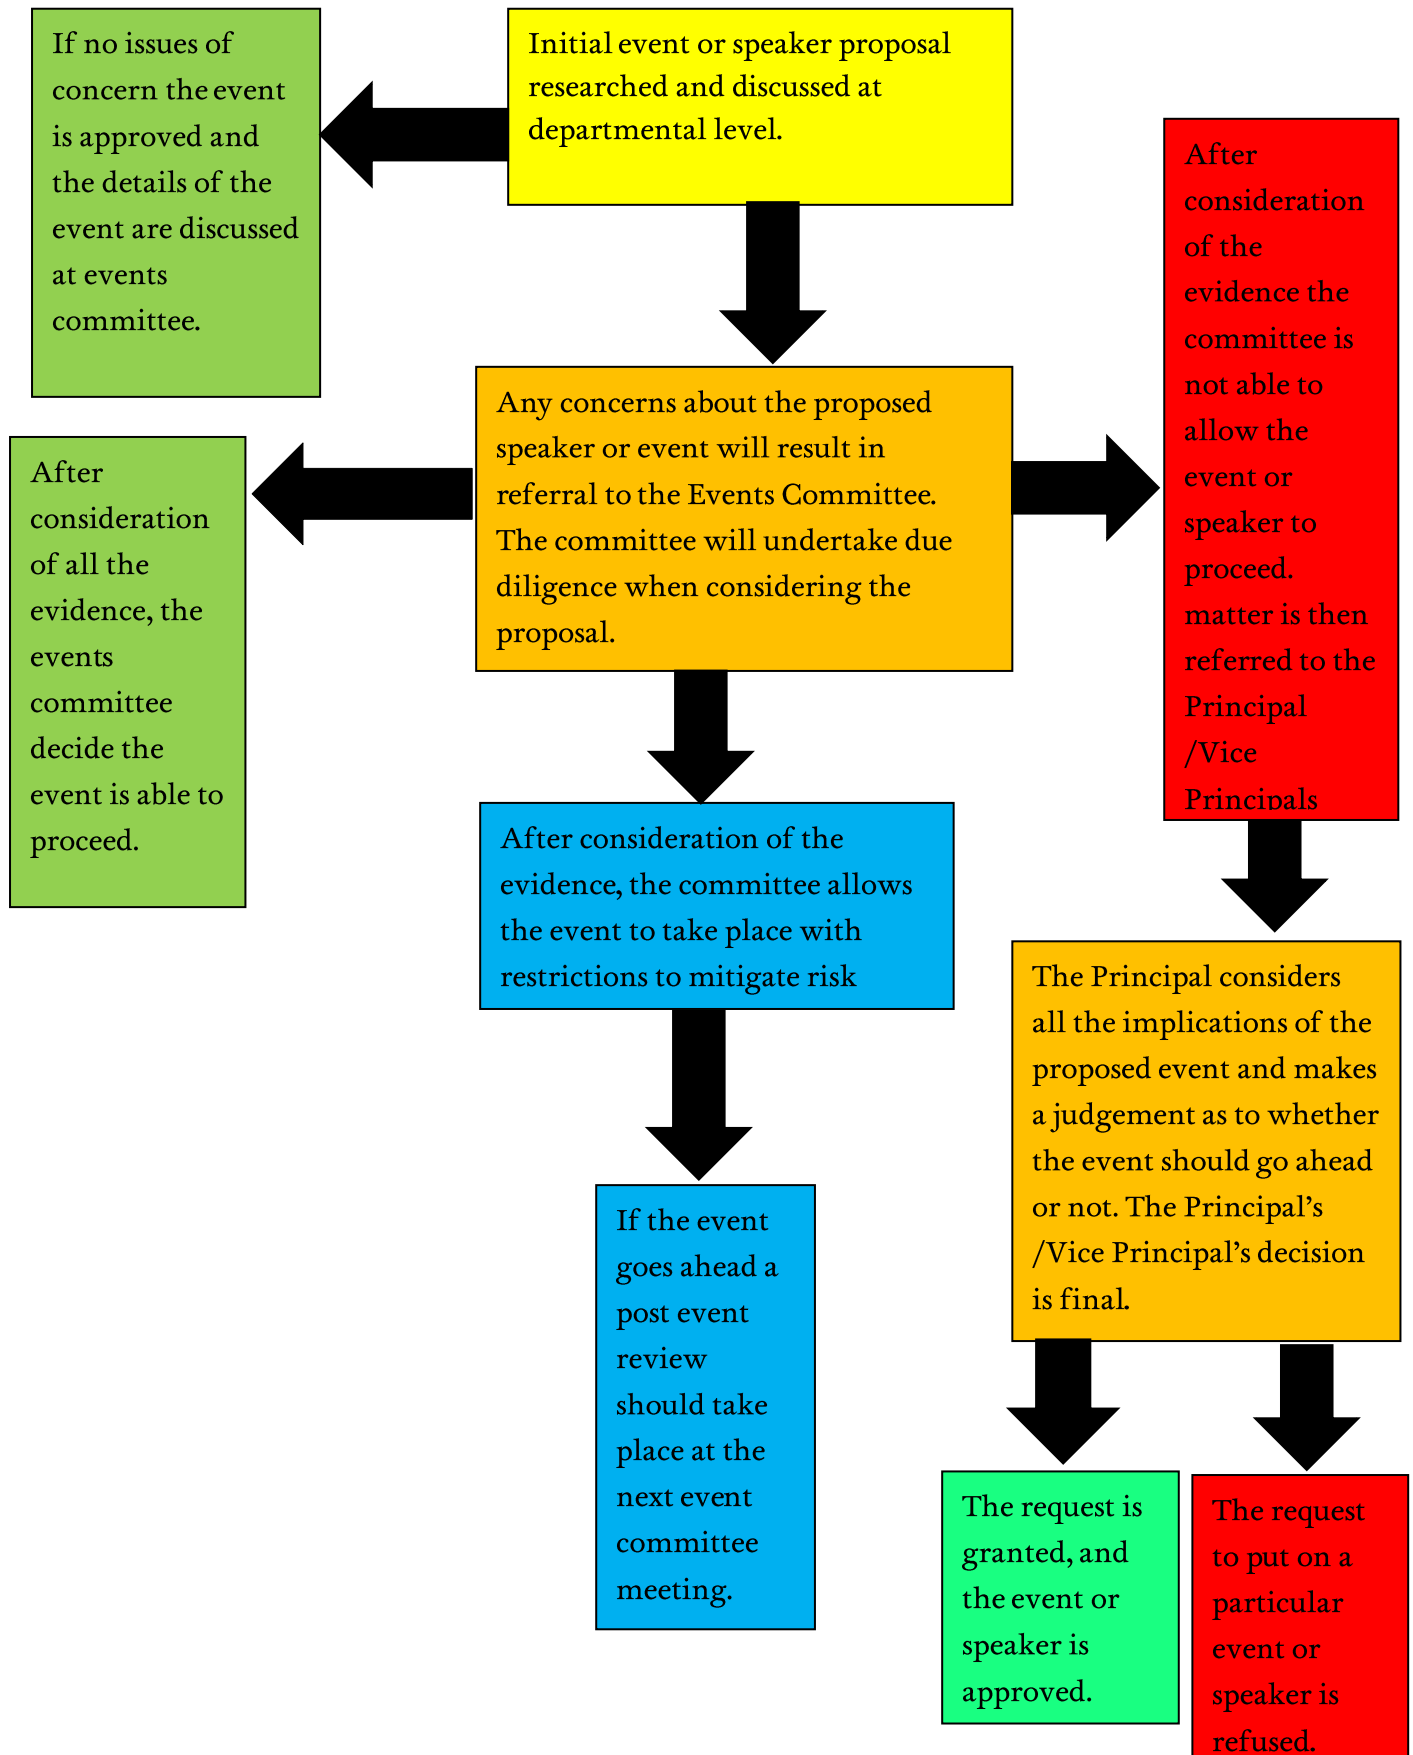 If no issues of
concern the event
is approved and
the details of the
event are discussed
at events
committee.
Initial event or speaker proposal
researched and discussed at
departmental level.
After
consideration
of the
evidence the
committee is
not able to
allow the
event or
speaker to
proceed.
matter is then
referred to the
Principal
/Vice
Principals
Any concerns about the proposed
speaker or event will result in
referral to the Events Committee.
The committee will undertake due
diligence when considering the
proposal.
After
consideration
of all the
evidence, the
events
committee
decide the
event is able to
proceed.
After consideration of the
evidence, the committee allows
the event to take place with
restrictions to mitigate risk
The Principal considers
all the implications of the
proposed event and makes
a judgement as to whether
the event should go ahead
or not. The Principal’s
/Vice Principal’s decision
is final.
If the event
goes ahead a
post event
review
should take
place at the
next event
committee
meeting.
The request is
granted, and
the event or
speaker is
approved.
The request
to put on a
particular
event or
speaker is
refused.